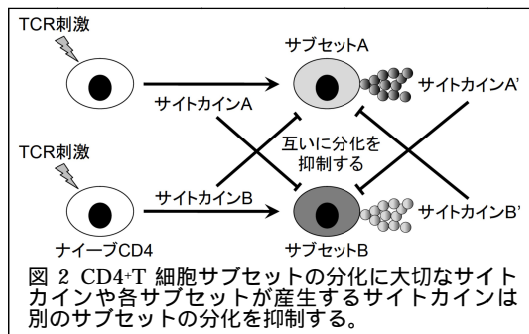 TCR刺激
サブセットA
サイトカインA
サイトカインA’
互いに分化を
抑制する
TCR刺激
サイトカインB
サイトカインB’
ナイーブCD4
サブセットB
図 2 CD4+T 細胞サブセットの分化に大切なサイト
カインや各サブセットが産生するサイトカインは
別のサブセットの分化を抑制する。